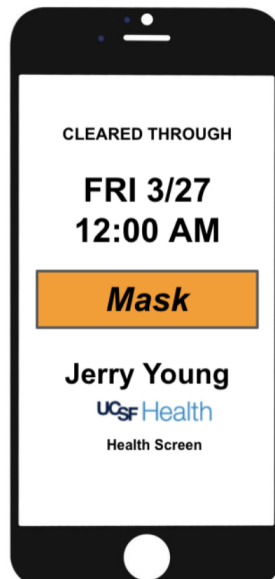 CLEARED THROUGH
FRI 3/27
12:00 AM
Mask
Jerry Young
UCSF Health
Health Screen